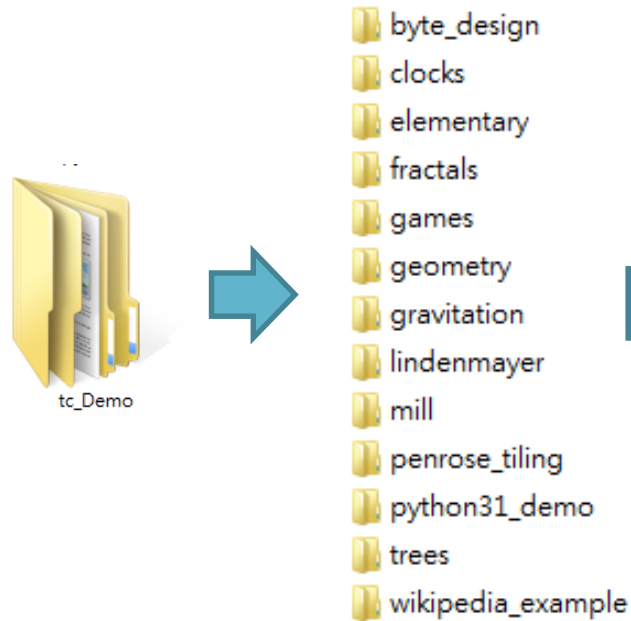 tc_Demo
byte_design
clocks
elementary
fractals
games
geometry
gravitation
lindenmayer
mill
penrose_tiling
python31_demo
trees
wikipedia_example